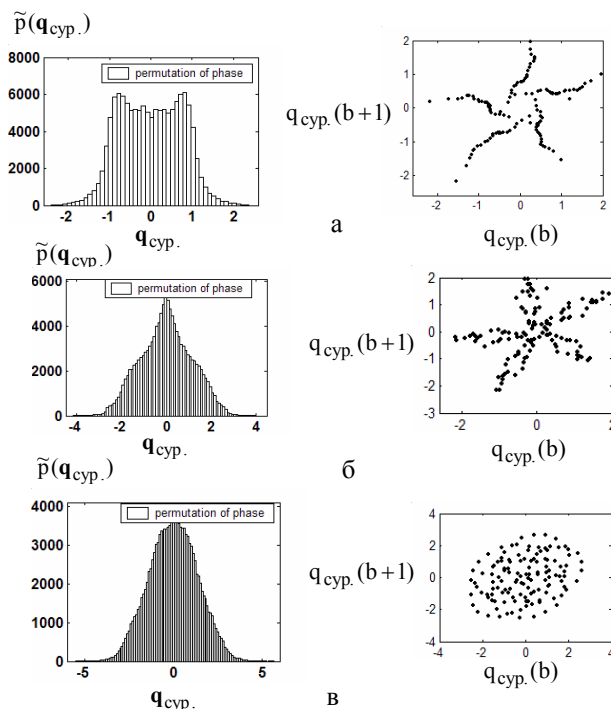 p̃(q_сур.)
permutation of phase
8000
6000
4000
2000
0
-2 -1 0 1 2
q_сур.
q_сур.(b+1)
2
1
0
-1
-2
-2 -1 0 1 2
q_сур.(b)
а
p̃(q_сур.)
permutation of phase
6000
4000
2000
0
-4 -2 0 2 4
q_сур.
q_сур.(b+1)
2
1
0
-1
-2
-3
-2 0 2
q_сур.(b)
б
p̃(q_сур.)
permutation of phase
4000
3000
2000
1000
0
-5 0 5
q_сур.
q_сур.(b+1)
4
2
0
-2
-4
-4 -2 0 2 4
q_сур.(b)
в